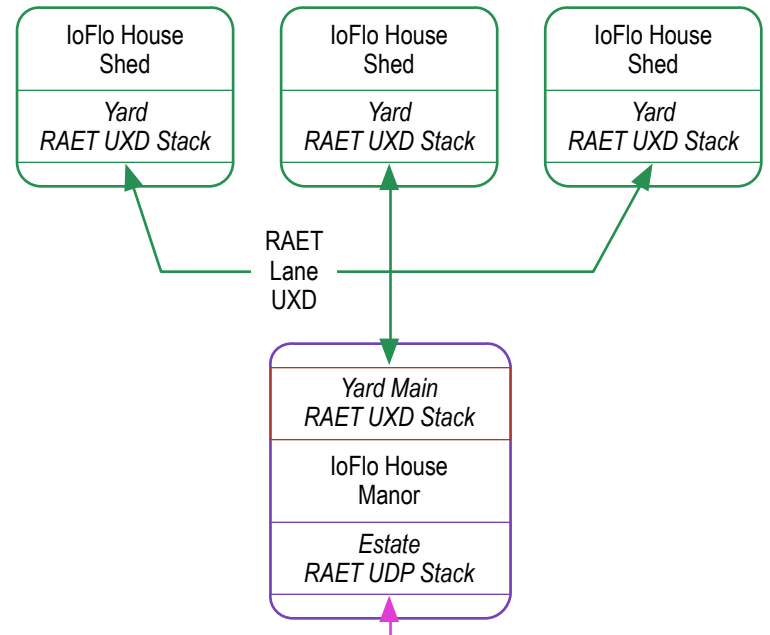 IoFlo House
Shed
Yard
RAET UXD Stack
IoFlo House
Shed
Yard
RAET UXD Stack
IoFlo House
Shed
Yard
RAET UXD Stack
RAET
Lane
UXD
Yard Main
RAET UXD Stack
IoFlo House
Manor
Estate
RAET UDP Stack